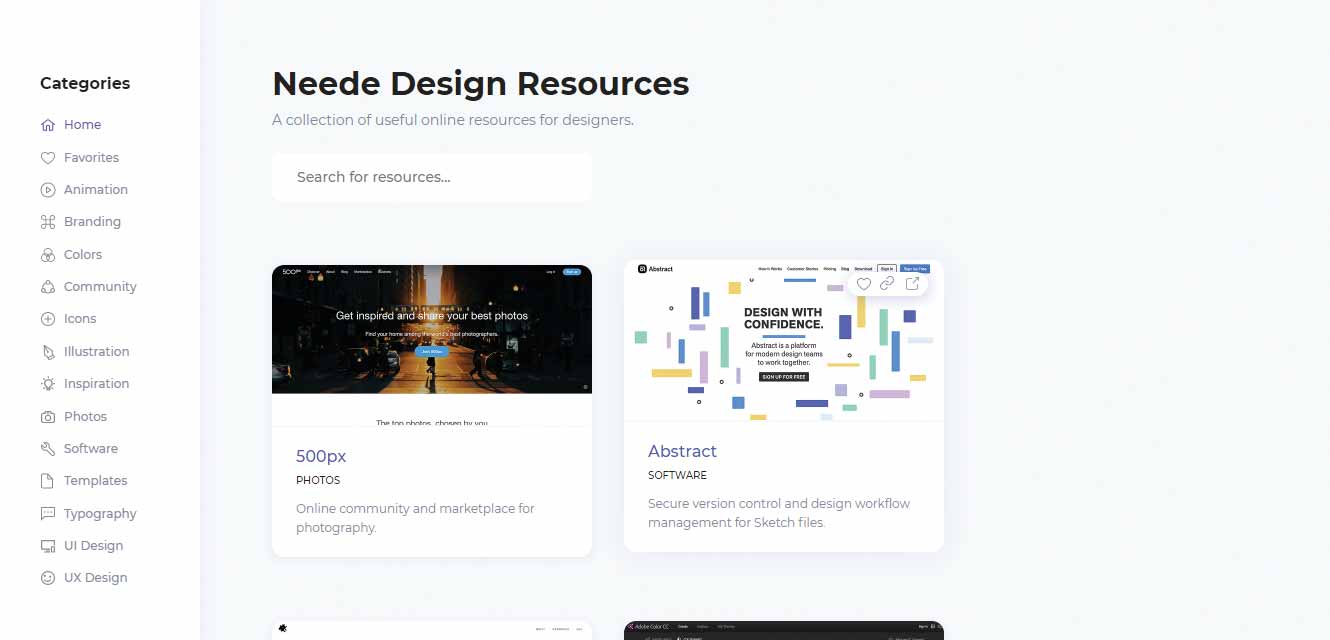 Categories
Home
Favorites
Animation
Branding
Colors
Community
Icons
Illustration
Inspiration
Photos
Software
Templates
Typography
UI Design
UX Design
Neede Design Resources
A collection of useful online resources for designers.
Search for resources...
500px
Discover About Blog Marketplace
Log in Sign up
Get inspired and share your best photos
Find your home among the world's best photographers.
Join 500px
The top photos, chosen by you
500px
PHOTOS
Online community and marketplace for
photography.
Abstract
How it Works Customer Stories Pricing Blog Download Sign In Sign Up Free
DESIGN WITH
CONFIDENCE.
Abstract is a platform
for modern design teams
to work together.
SIGN UP FOR FREE
Abstract
SOFTWARE
Secure version control and design workflow
management for Sketch files.
Adobe Color CC
Create Explore My Themes
Sign In